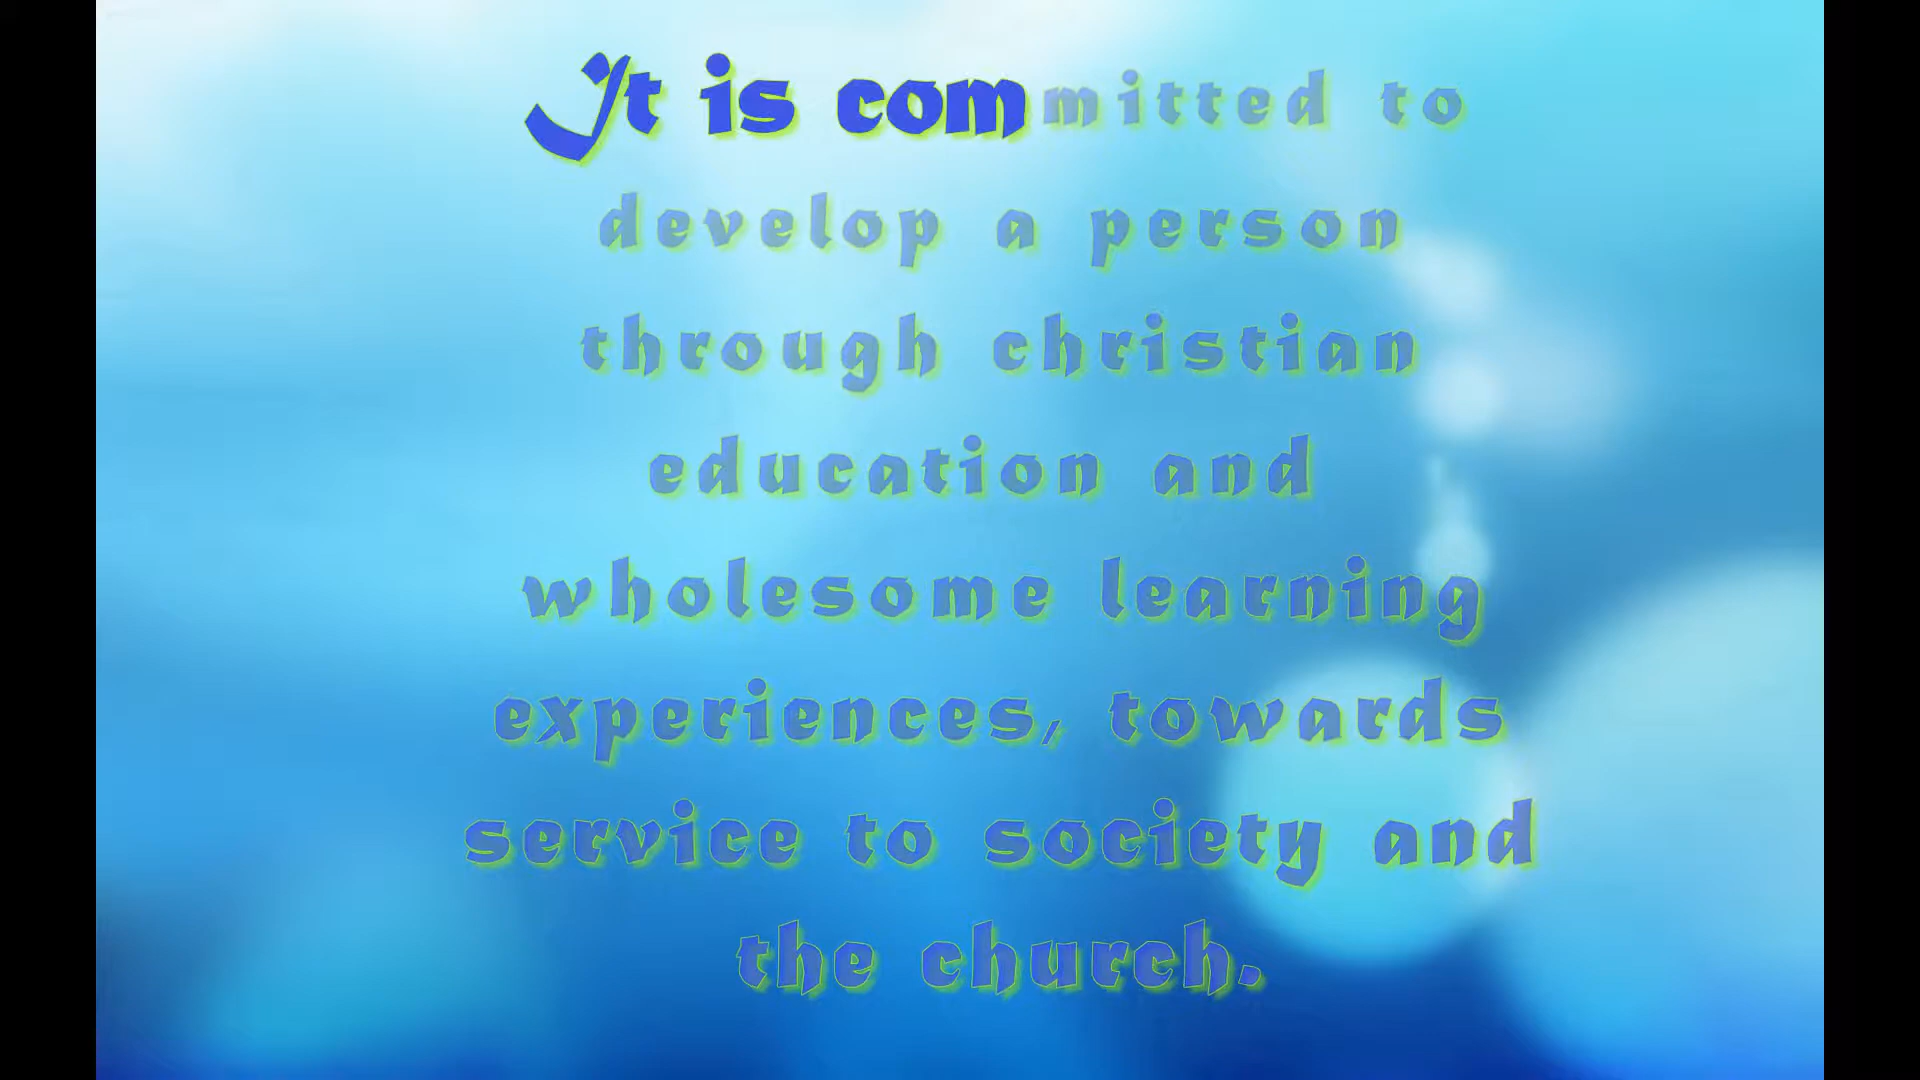 It is committed to
develop a person
through christian
education and
wholesome learning
experiences, towards
service to society and
the church.